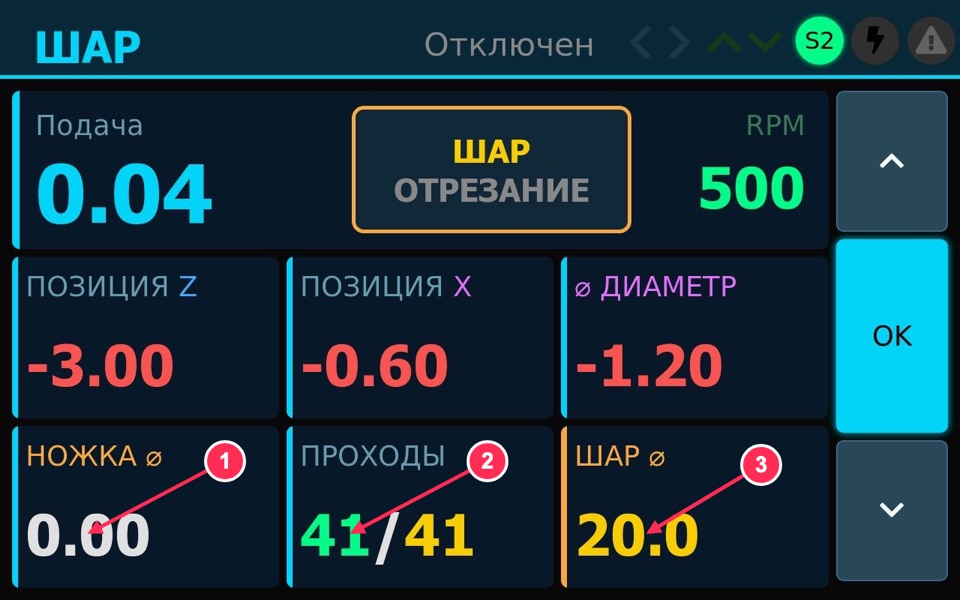 ШАР
Отключен
S2
Подача
0.04
ШАР
ОТРЕЗАНИЕ
RPM
500
ПОЗИЦИЯ Z
-3.00
ПОЗИЦИЯ X
-0.60
⌀ ДИАМЕТР
-1.20
OK
НОЖКА ⌀
1
0.00
ПРОХОДЫ
2
41/41
ШАР ⌀
3
20.0